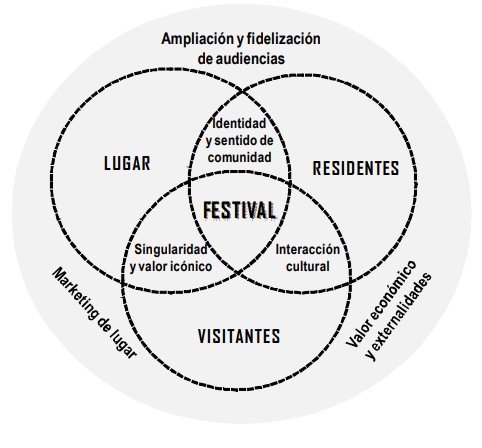 Ampliación y fidelización
de audiencias
Identidad
y sentido de
comunidad
LUGAR
RESIDENTES
FESTIVAL
Singularidad
y valor icónico
Interacción
cultural
VISITANTES
Marketing de lugar
Valor económico
y externalidades